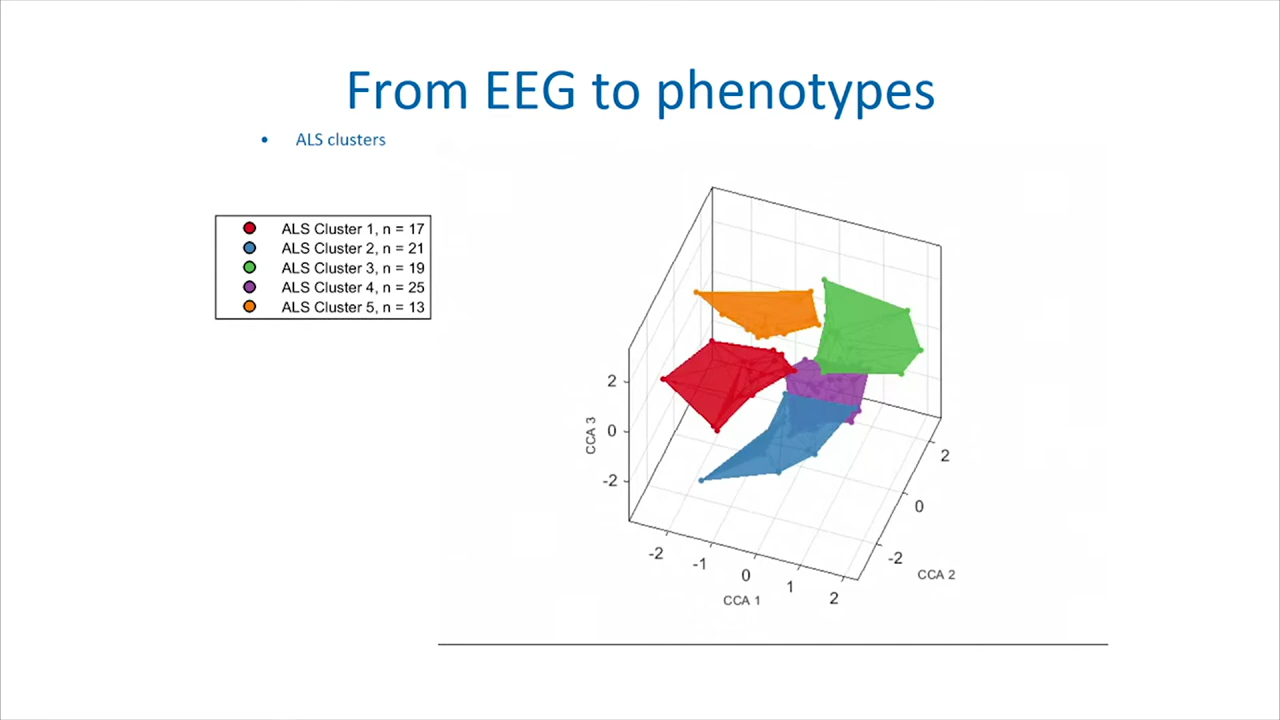 From EEG to phenotypes
• ALS clusters
ALS Cluster 1, n = 17
ALS Cluster 2, n = 21
ALS Cluster 3, n = 19
ALS Cluster 4, n = 25
ALS Cluster 5, n = 13
2
0
-2
CCA 3
-2
-1
0
1
2
CCA 1
2
0
-2
CCA 2